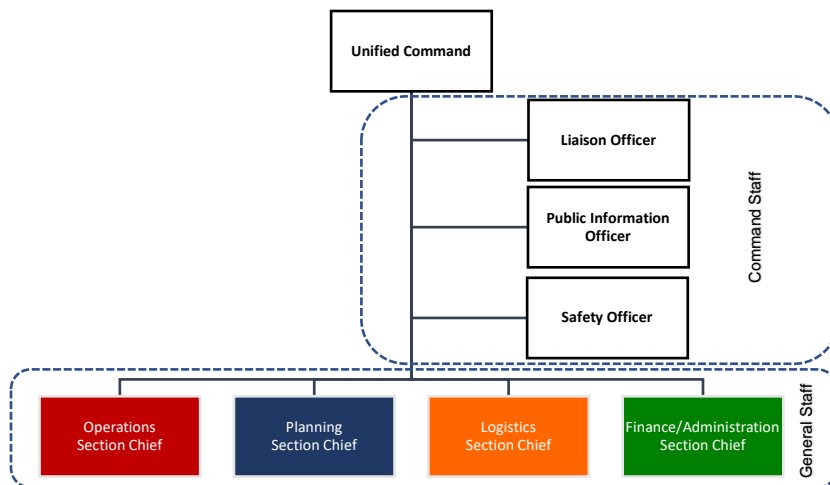 Unified Command
Liaison Officer
Public Information
Officer
Safety Officer
Command Staff
Operations
Section Chief
Planning
Section Chief
Logistics
Section Chief
Finance/Administration
Section Chief
General Staff